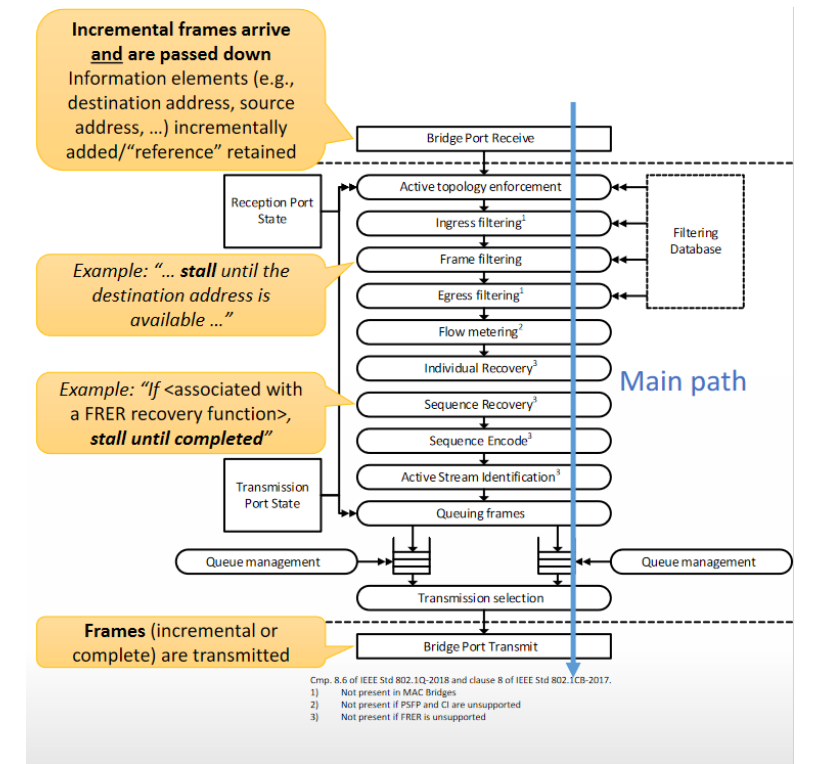 Incremental frames arrive
and are passed down
Information elements (e.g.,
destination address, source
address, …) incrementally
added/“reference” retained
Bridge Port Receive
Reception Port
State
Active topology enforcement
Ingress filtering1
Frame filtering
Egress filtering1
Filtering
Database
Example: “… stall until the
destination address is
available …”
Flow metering2
Individual Recovery3
Main path
Example: “If <associated with
a FRER recovery function>,
stall until completed”
Sequence Recovery3
Sequence Encode3
Active Stream Identification3
Transmission
Port State
Queuing frames
Queue management
Queue management
Transmission selection
Frames (incremental or
complete) are transmitted
Bridge Port Transmit
Cmp. 8.6 of IEEE Std 802.1Q-2018 and clause 8 of IEEE Std 802.1CB-2017.
1) Not present in MAC Bridges
2) Not present if PSFP and CI are unsupported
3) Not present if FRER is unsupported